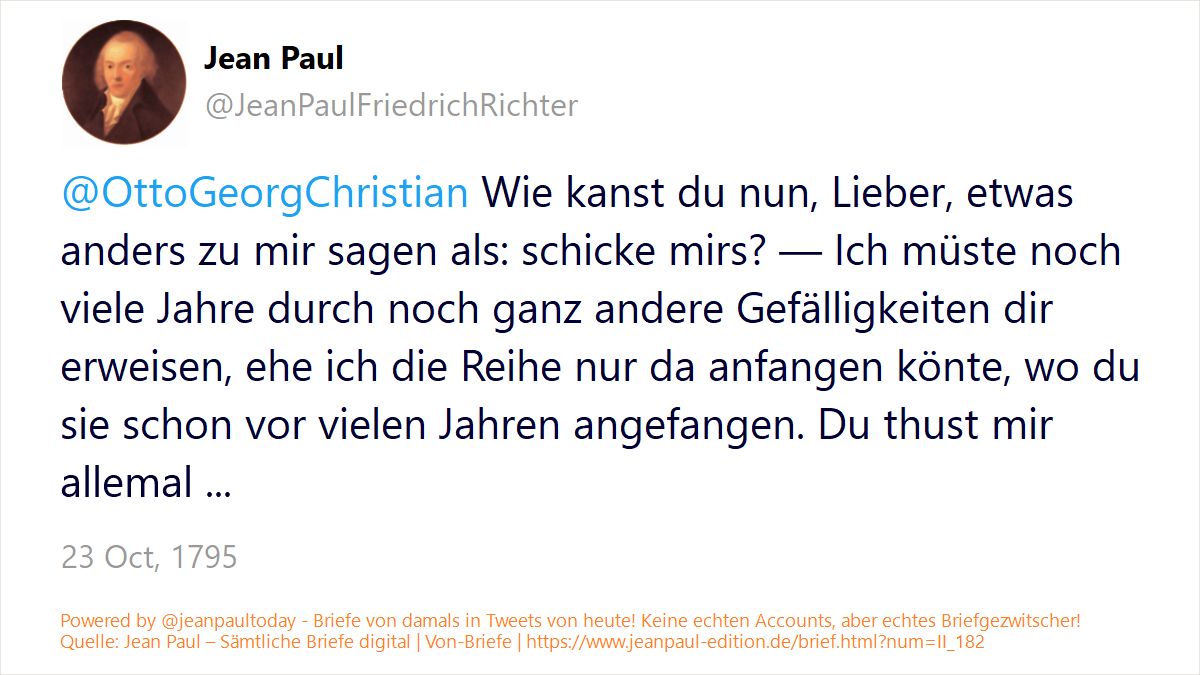 Jean Paul
@JeanPaulFriedrichRichter
@OttoGeorgChristian Wie kanst du nun, Lieber, etwas
anders zu mir sagen als: schicke mirs? — Ich müste noch
viele Jahre durch noch ganz andere Gefälligkeiten dir
erweisen, ehe ich die Reihe nur da anfangen könte, wo du
sie schon vor vielen Jahren angefangen. Du thust mir
allemal ...
23 Oct, 1795
Powered by @jeanpaultoday - Briefe von damals in Tweets von heute! Keine echten Accounts, aber echtes Briefgezwitscher!
Quelle: Jean Paul – Sämtliche Briefe digital | Von-Briefe | https://www.jeanpaul-edition.de/brief.html?num=II_182